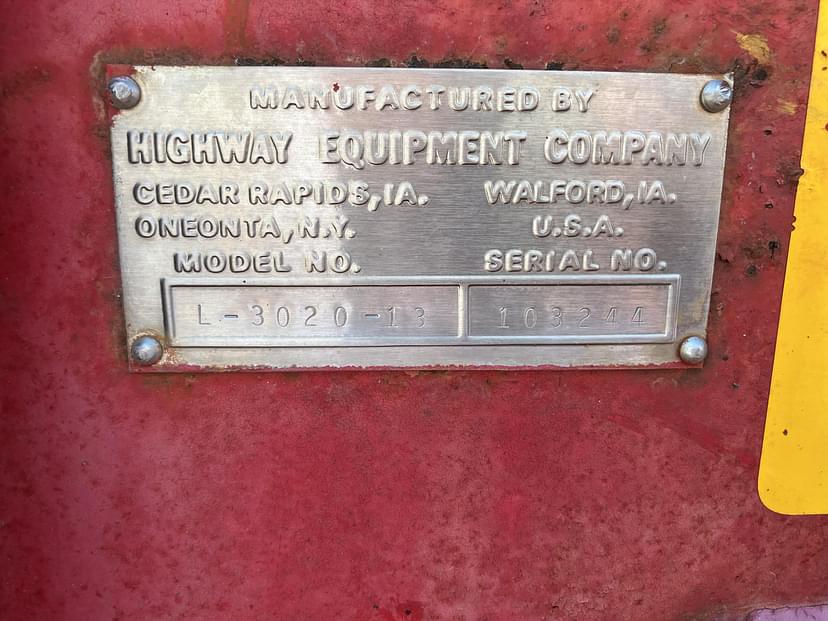 MANUFACTURED BY
HIGHWAY EQUIPMENT COMPANY
CEDAR RAPIDS, IA. WALFORD, IA.
ONEONTA, N.Y. U.S.A.
MODEL NO. SERIAL NO.
L-3020-13 103244